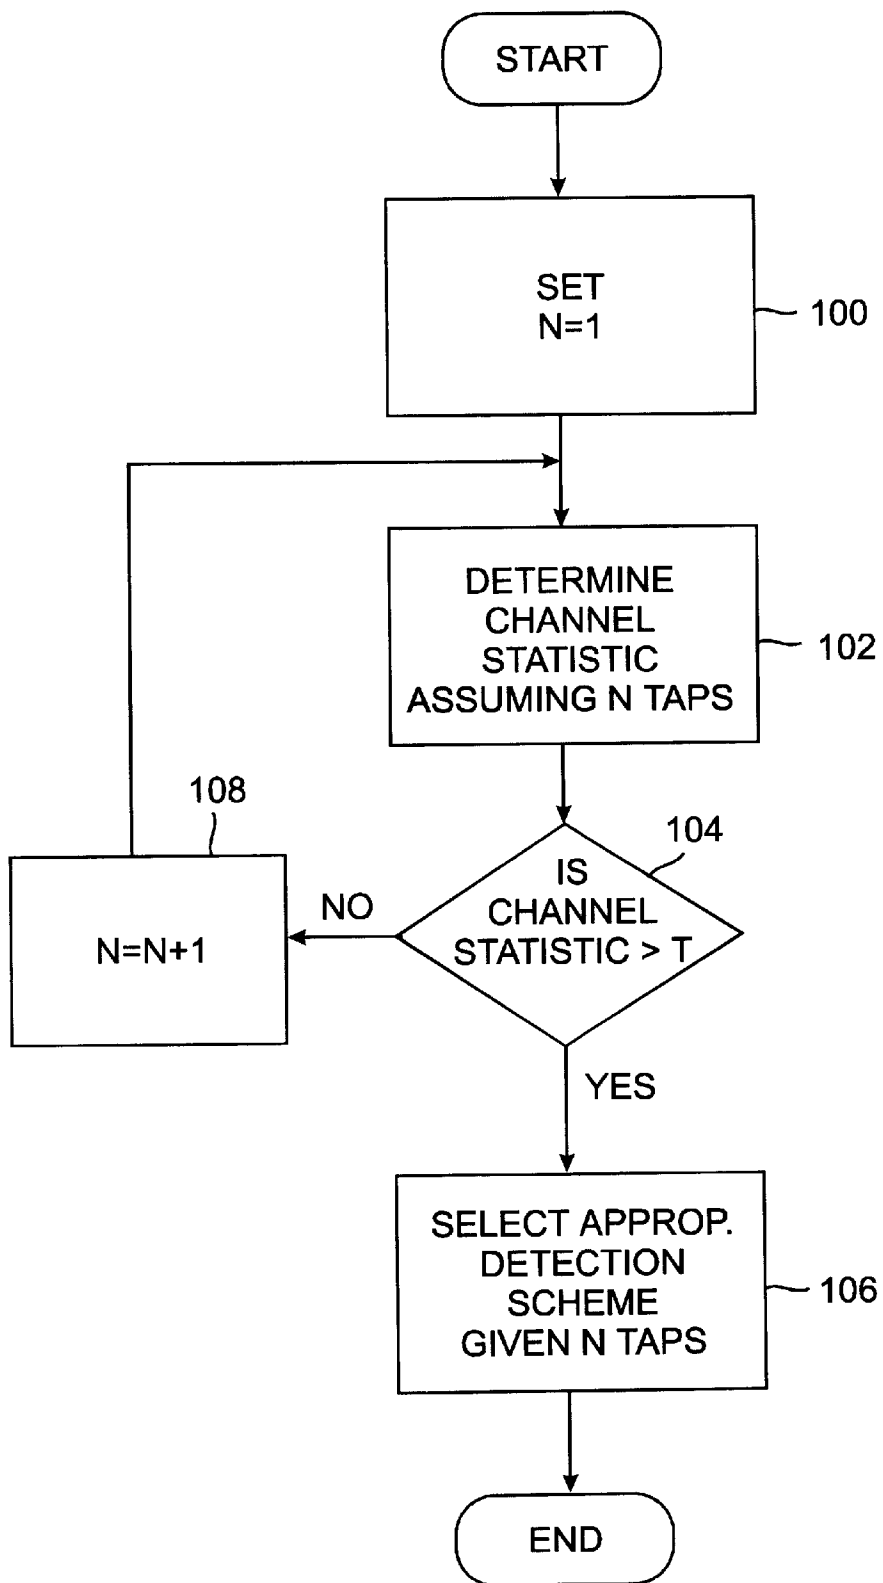 START
SET
N=1
100
DETERMINE
CHANNEL
STATISTIC
ASSUMING N TAPS
102
108
104
IS
CHANNEL
STATISTIC > T
NO
N=N+1
YES
SELECT APPROP.
DETECTION
SCHEME
GIVEN N TAPS
106
END